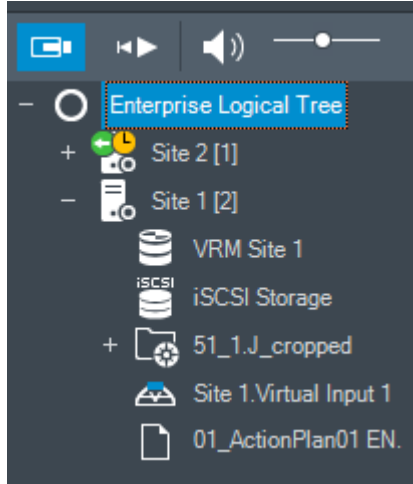 Enterprise Logical Tree
Site 2 [1]
Site 1 [2]
VRM Site 1
iSCSI
iSCSI Storage
51_1.J_cropped
Site 1.Virtual Input 1
01_ActionPlan01 EN.